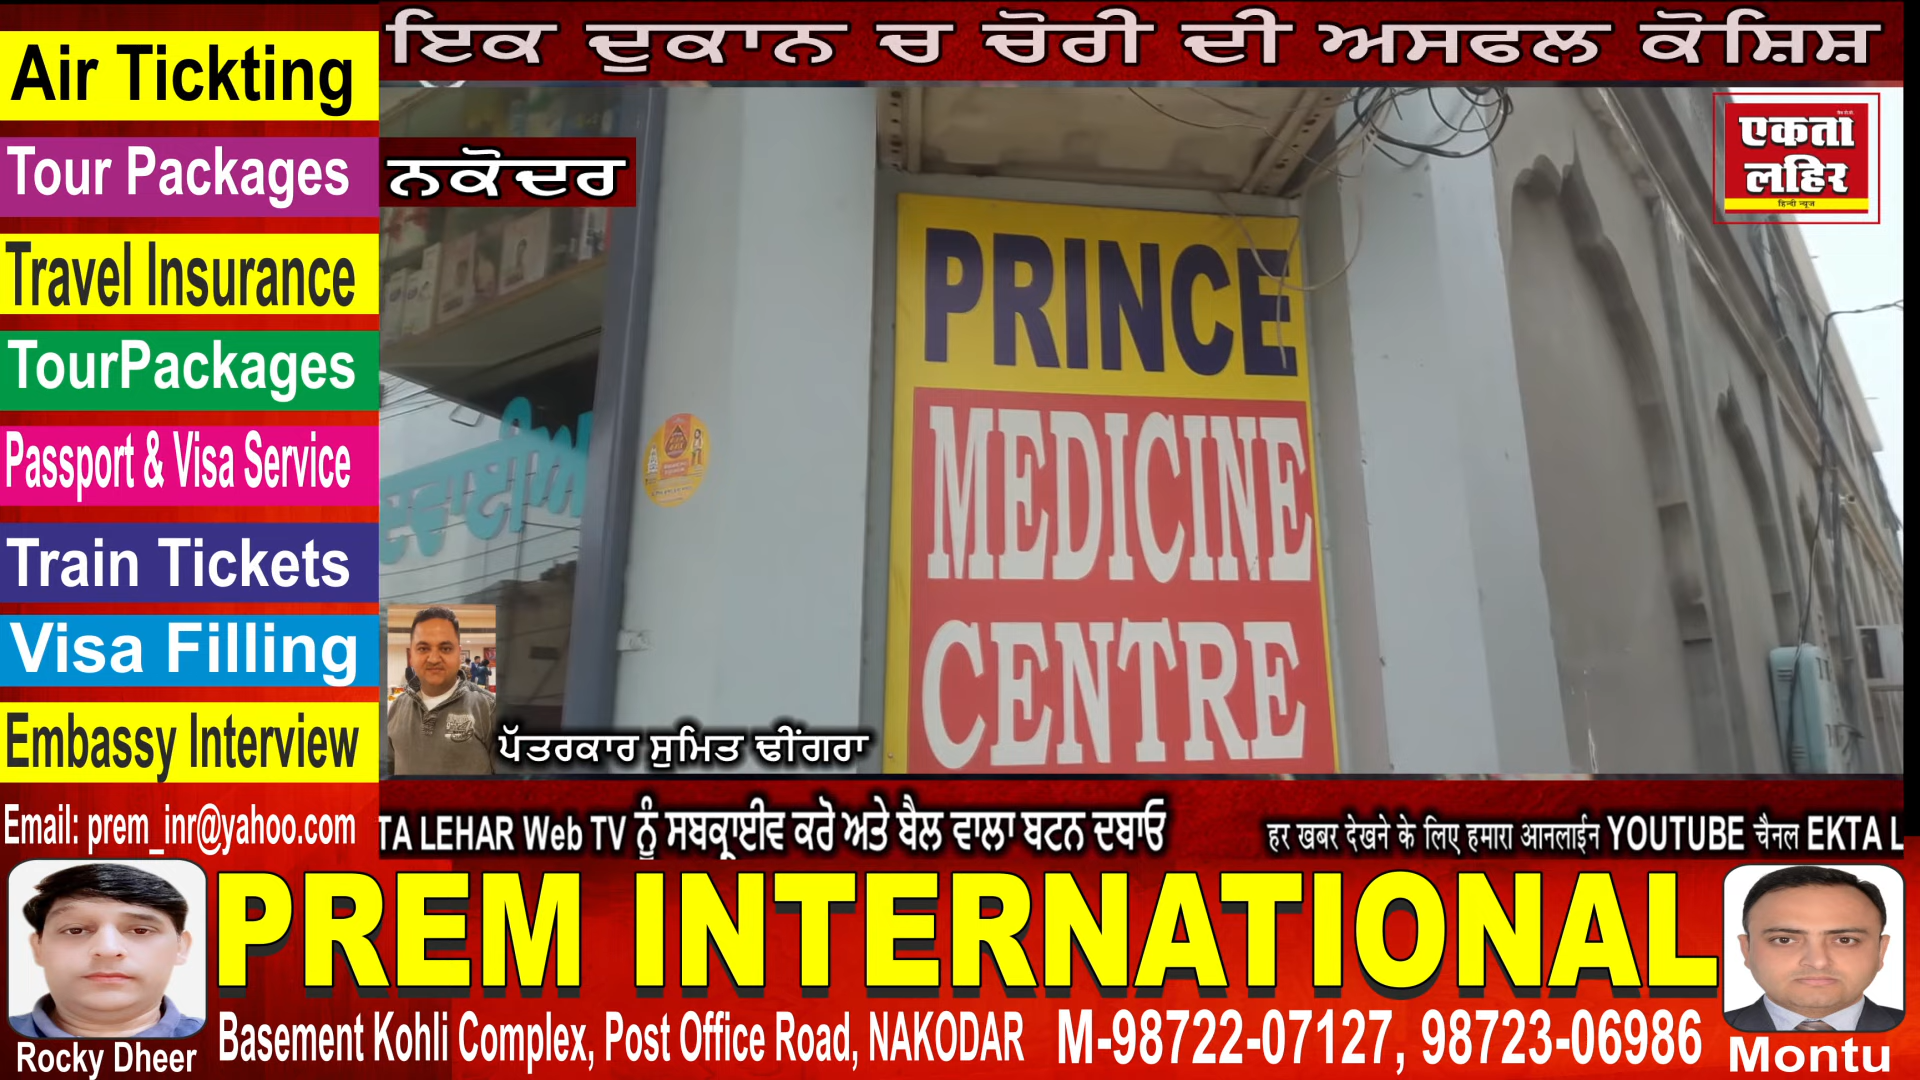 ਇਕ ਦੁਕਾਨ ਚ ਚੋਰੀ ਦੀ ਅਸਫਲ ਕੋਸ਼ਿਸ਼
Air Tickting
Tour Packages
Travel Insurance
TourPackages
Passport & Visa Service
Train Tickets
Visa Filling
Embassy Interview
Email: prem_inr@yahoo.com
ਨਕੋਦਰ
एकता
लहिर
हिन्दी न्यूज
PRINCE
MEDICINE
CENTRE
ਦਵਾਈਆਂ
ਪੱਤਰਕਾਰ ਸੁਮਿਤ ਢੀਂਗਰਾ
TA LEHAR Web TV ਨੂੰ ਸਬਕ੍ਰਾਈਵ ਕਰੋ ਅਤੇ ਬੈਲ ਵਾਲਾ ਬਟਨ ਦਬਾਓ हर खबर देखने के लिए हमारा आनलाईन YOUTUBE चैनल EKTA L
PREM INTERNATIONAL
Basement Kohli Complex, Post Office Road, NAKODAR M-98722-07127, 98723-06986
Rocky Dheer
Montu